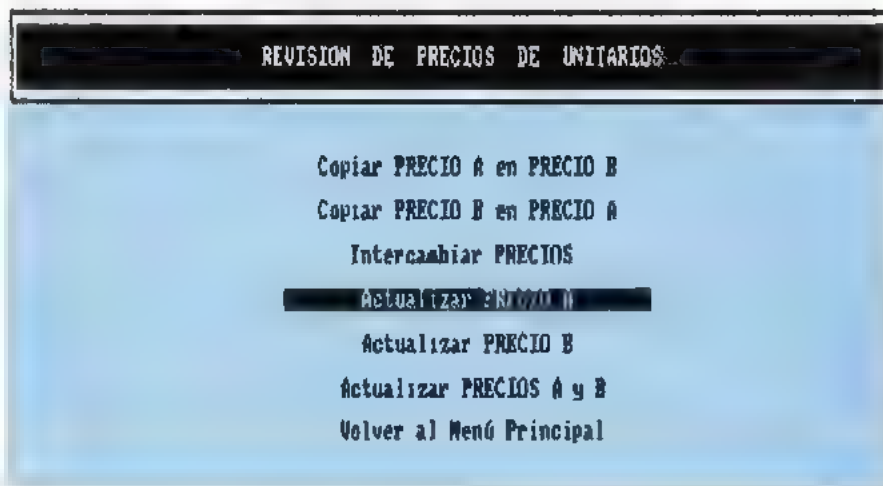 REVISION DE PRECIOS DE UNITARIOS
Copiar PRECIO A en PRECIO B
Copiar PRECIO B en PRECIO A
Intercambiar PRECIOS
Actualizar PRECIO A
Actualizar PRECIO B
Actualizar PRECIOS A y B
Volver al Menú Principal